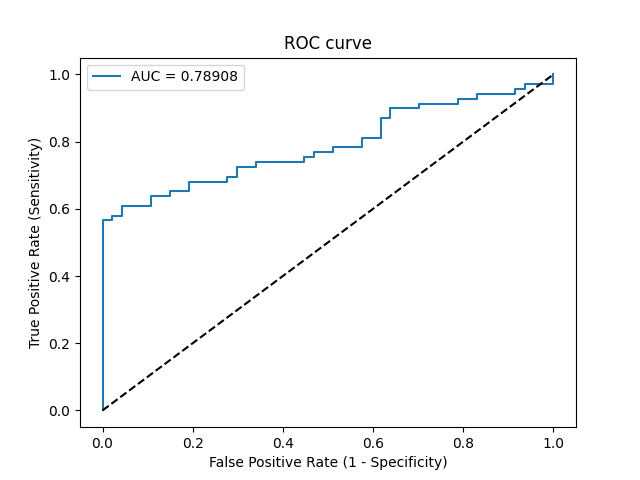 ROC curve
AUC = 0.78908
True Positive Rate (Sensitivity)
1.0
0.8
0.6
0.4
0.2
0.0
0.0 0.2 0.4 0.6 0.8 1.0
False Positive Rate (1 - Specificity)